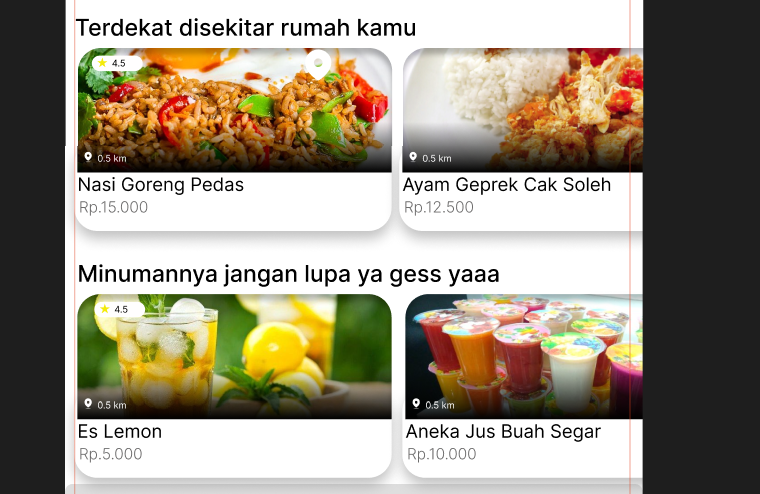 Terdekat disekitar rumah kamu
4.5
0.5 km
0.5 km
Nasi Goreng Pedas
Ayam Geprek Cak Soleh
Rp.15.000
Rp.12.500
Minumannya jangan lupa ya gess yaaa
4.5
0.5 km
0.5 km
Es Lemon
Aneka Jus Buah Segar
Rp.5.000
Rp.10.000